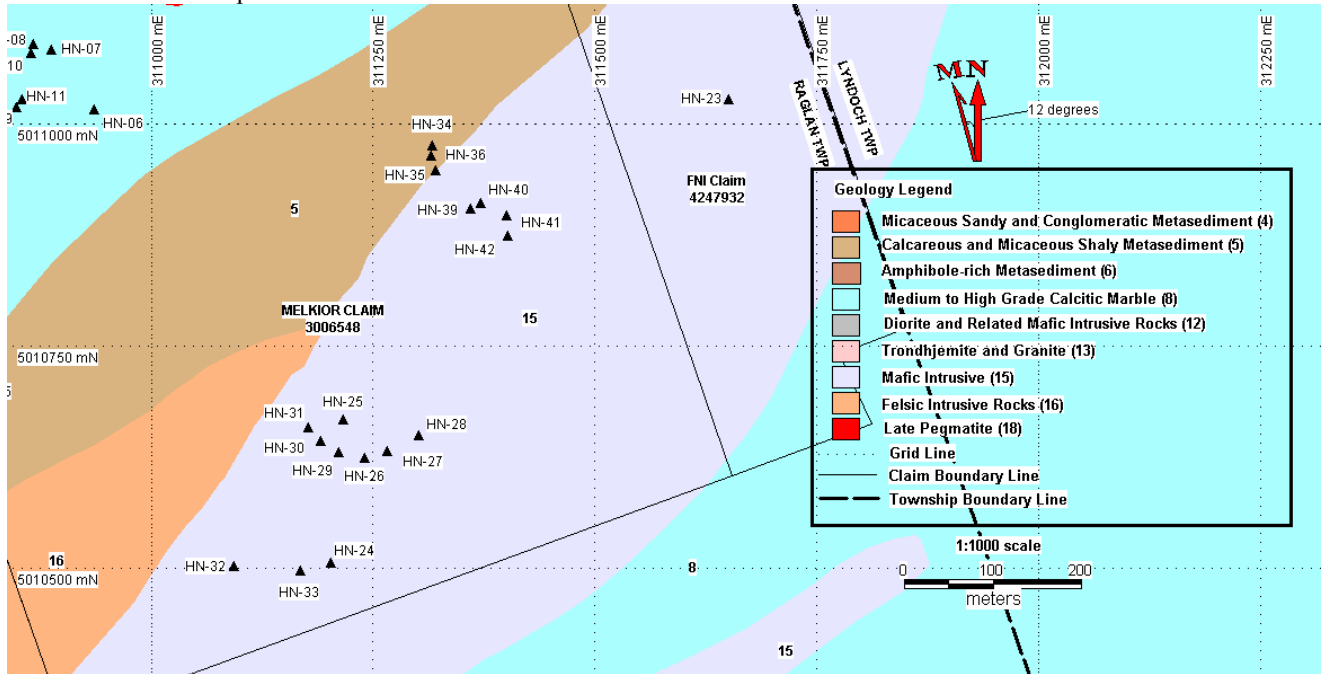 311000 mE
311250 mE
311500 mE
311750 mE
312000 mE
312250 mE
-08
HN-07
10
HN-11
HN-06
5011000 mN
HN-34
HN-36
HN-35
HN-23
LYNDOCH TWP
RAGLAN TWP
MN
12 degrees
HN-40
HN-39
HN-41
HN-42
5
FNI Claim
4247932
MELKIOR CLAIM
3006548
15
5010750 mN
HN-25
HN-31
HN-28
HN-30
HN-29
HN-26
HN-27
16
HN-24
HN-32
HN-33
5010500 mN
8
15
Geology Legend
Micaceous Sandy and Conglomeratic Metasediment (4)
Calcareous and Micaceous Shaly Metasediment (5)
Amphibole-rich Metasediment (6)
Medium to High Grade Calcitic Marble (8)
Diorite and Related Mafic Intrusive Rocks (12)
Trondhjemite and Granite (13)
Mafic Intrusive (15)
Felsic Intrusive Rocks (16)
Late Pegmatite (18)
Grid Line
Claim Boundary Line
Township Boundary Line
1:1000 scale
0 100 200
meters